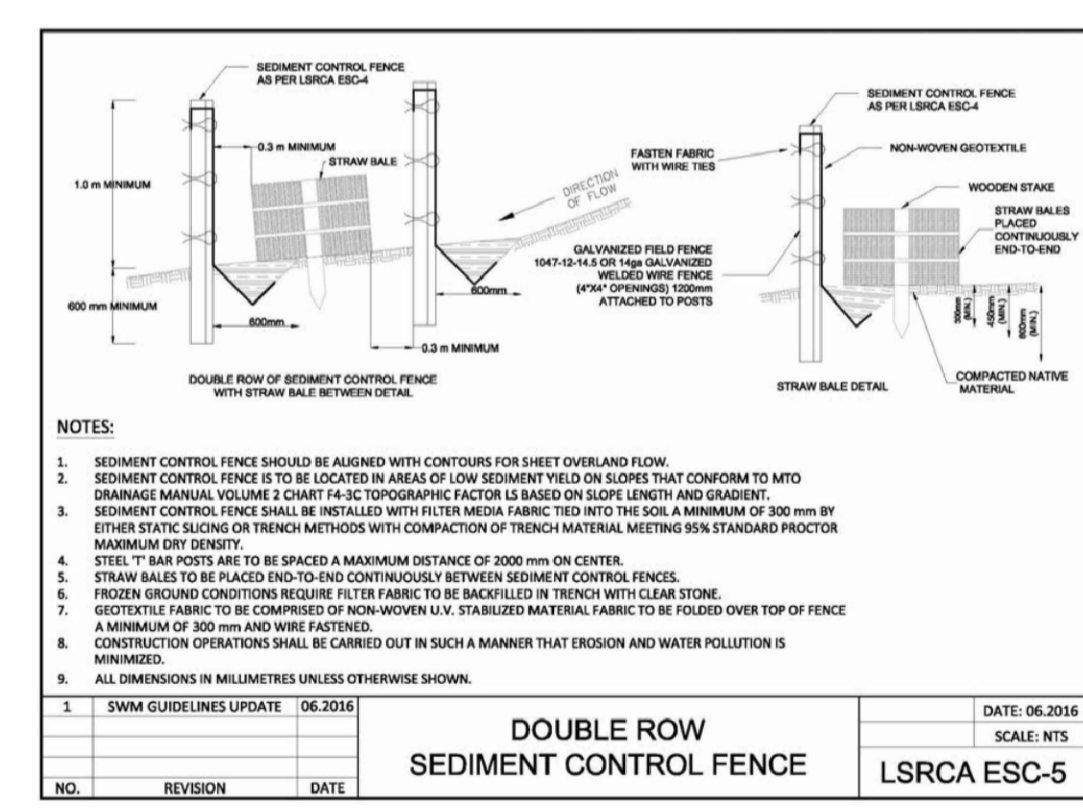 SEDIMENT CONTROL FENCE
AS PER LSRCA ESC-4
0.3 m MINIMUM
STRAW BALE
1.0 m MINIMUM
DIRECTION
OF FLOW
600 mm MINIMUM
600mm
600mm
0.3 m MINIMUM
DOUBLE ROW OF SEDIMENT CONTROL FENCE
WITH STRAW BALE BETWEEN DETAIL
FASTEN FABRIC
WITH WIRE TIES
GALVANIZED FIELD FENCE
1047-12-14.5 OR 14ga GALVANIZED
WELDED WIRE FENCE
(4"X4" OPENINGS) 1200mm
ATTACHED TO POSTS
SEDIMENT CONTROL FENCE
AS PER LSRCA ESC-4
NON-WOVEN GEOTEXTILE
WOODEN STAKE
STRAW BALES
PLACED
CONTINUOUSLY
END-TO-END
300mm
(MIN.)
450mm
(MIN.)
600mm
(MIN.)
COMPACTED NATIVE
MATERIAL
STRAW BALE DETAIL
NOTES:
1. SEDIMENT CONTROL FENCE SHOULD BE ALIGNED WITH CONTOURS FOR SHEET OVERLAND FLOW.
2. SEDIMENT CONTROL FENCE IS TO BE LOCATED IN AREAS OF LOW SEDIMENT YIELD ON SLOPES THAT CONFORM TO MTO
DRAINAGE MANUAL VOLUME 2 CHART F4-3C TOPOGRAPHIC FACTOR LS BASED ON SLOPE LENGTH AND GRADIENT.
3. SEDIMENT CONTROL FENCE SHALL BE INSTALLED WITH FILTER MEDIA FABRIC TIED INTO THE SOIL A MINIMUM OF 300 mm BY
EITHER STATIC SLICING OR TRENCH METHODS WITH COMPACTION OF TRENCH MATERIAL MEETING 95% STANDARD PROCTOR
MAXIMUM DRY DENSITY.
4. STEEL 'T' BAR POSTS ARE TO BE SPACED A MAXIMUM DISTANCE OF 2000 mm ON CENTER.
5. STRAW BALES TO BE PLACED END-TO-END CONTINUOUSLY BETWEEN SEDIMENT CONTROL FENCES.
6. FROZEN GROUND CONDITIONS REQUIRE FILTER FABRIC TO BE BACKFILLED IN TRENCH WITH CLEAR STONE.
7. GEOTEXTILE FABRIC TO BE COMPRISED OF NON-WOVEN U.V. STABILIZED MATERIAL FABRIC TO BE FOLDED OVER TOP OF FENCE
A MINIMUM OF 300 mm AND WIRE FASTENED.
8. CONSTRUCTION OPERATIONS SHALL BE CARRIED OUT IN SUCH A MANNER THAT EROSION AND WATER POLLUTION IS
MINIMIZED.
9. ALL DIMENSIONS IN MILLIMETRES UNLESS OTHERWISE SHOWN.
1 SWM GUIDELINES UPDATE 06.2016
NO. REVISION DATE
DOUBLE ROW
SEDIMENT CONTROL FENCE
DATE: 06.2016
SCALE: NTS
LSRCA ESC-5